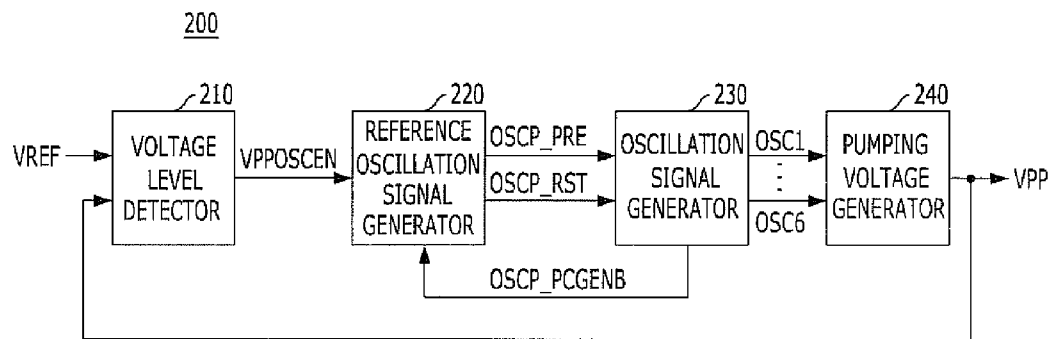 200
210
220
230
240
VREF
VOLTAGE
LEVEL
DETECTOR
VPPOSCEN
REFERENCE
OSCILLATION
SIGNAL
GENERATOR
OSCP_PRE
OSCP_RST
OSCILLATION
SIGNAL
GENERATOR
OSC1
OSC6
PUMPING
VOLTAGE
GENERATOR
VPP
OSCP_PCGENB